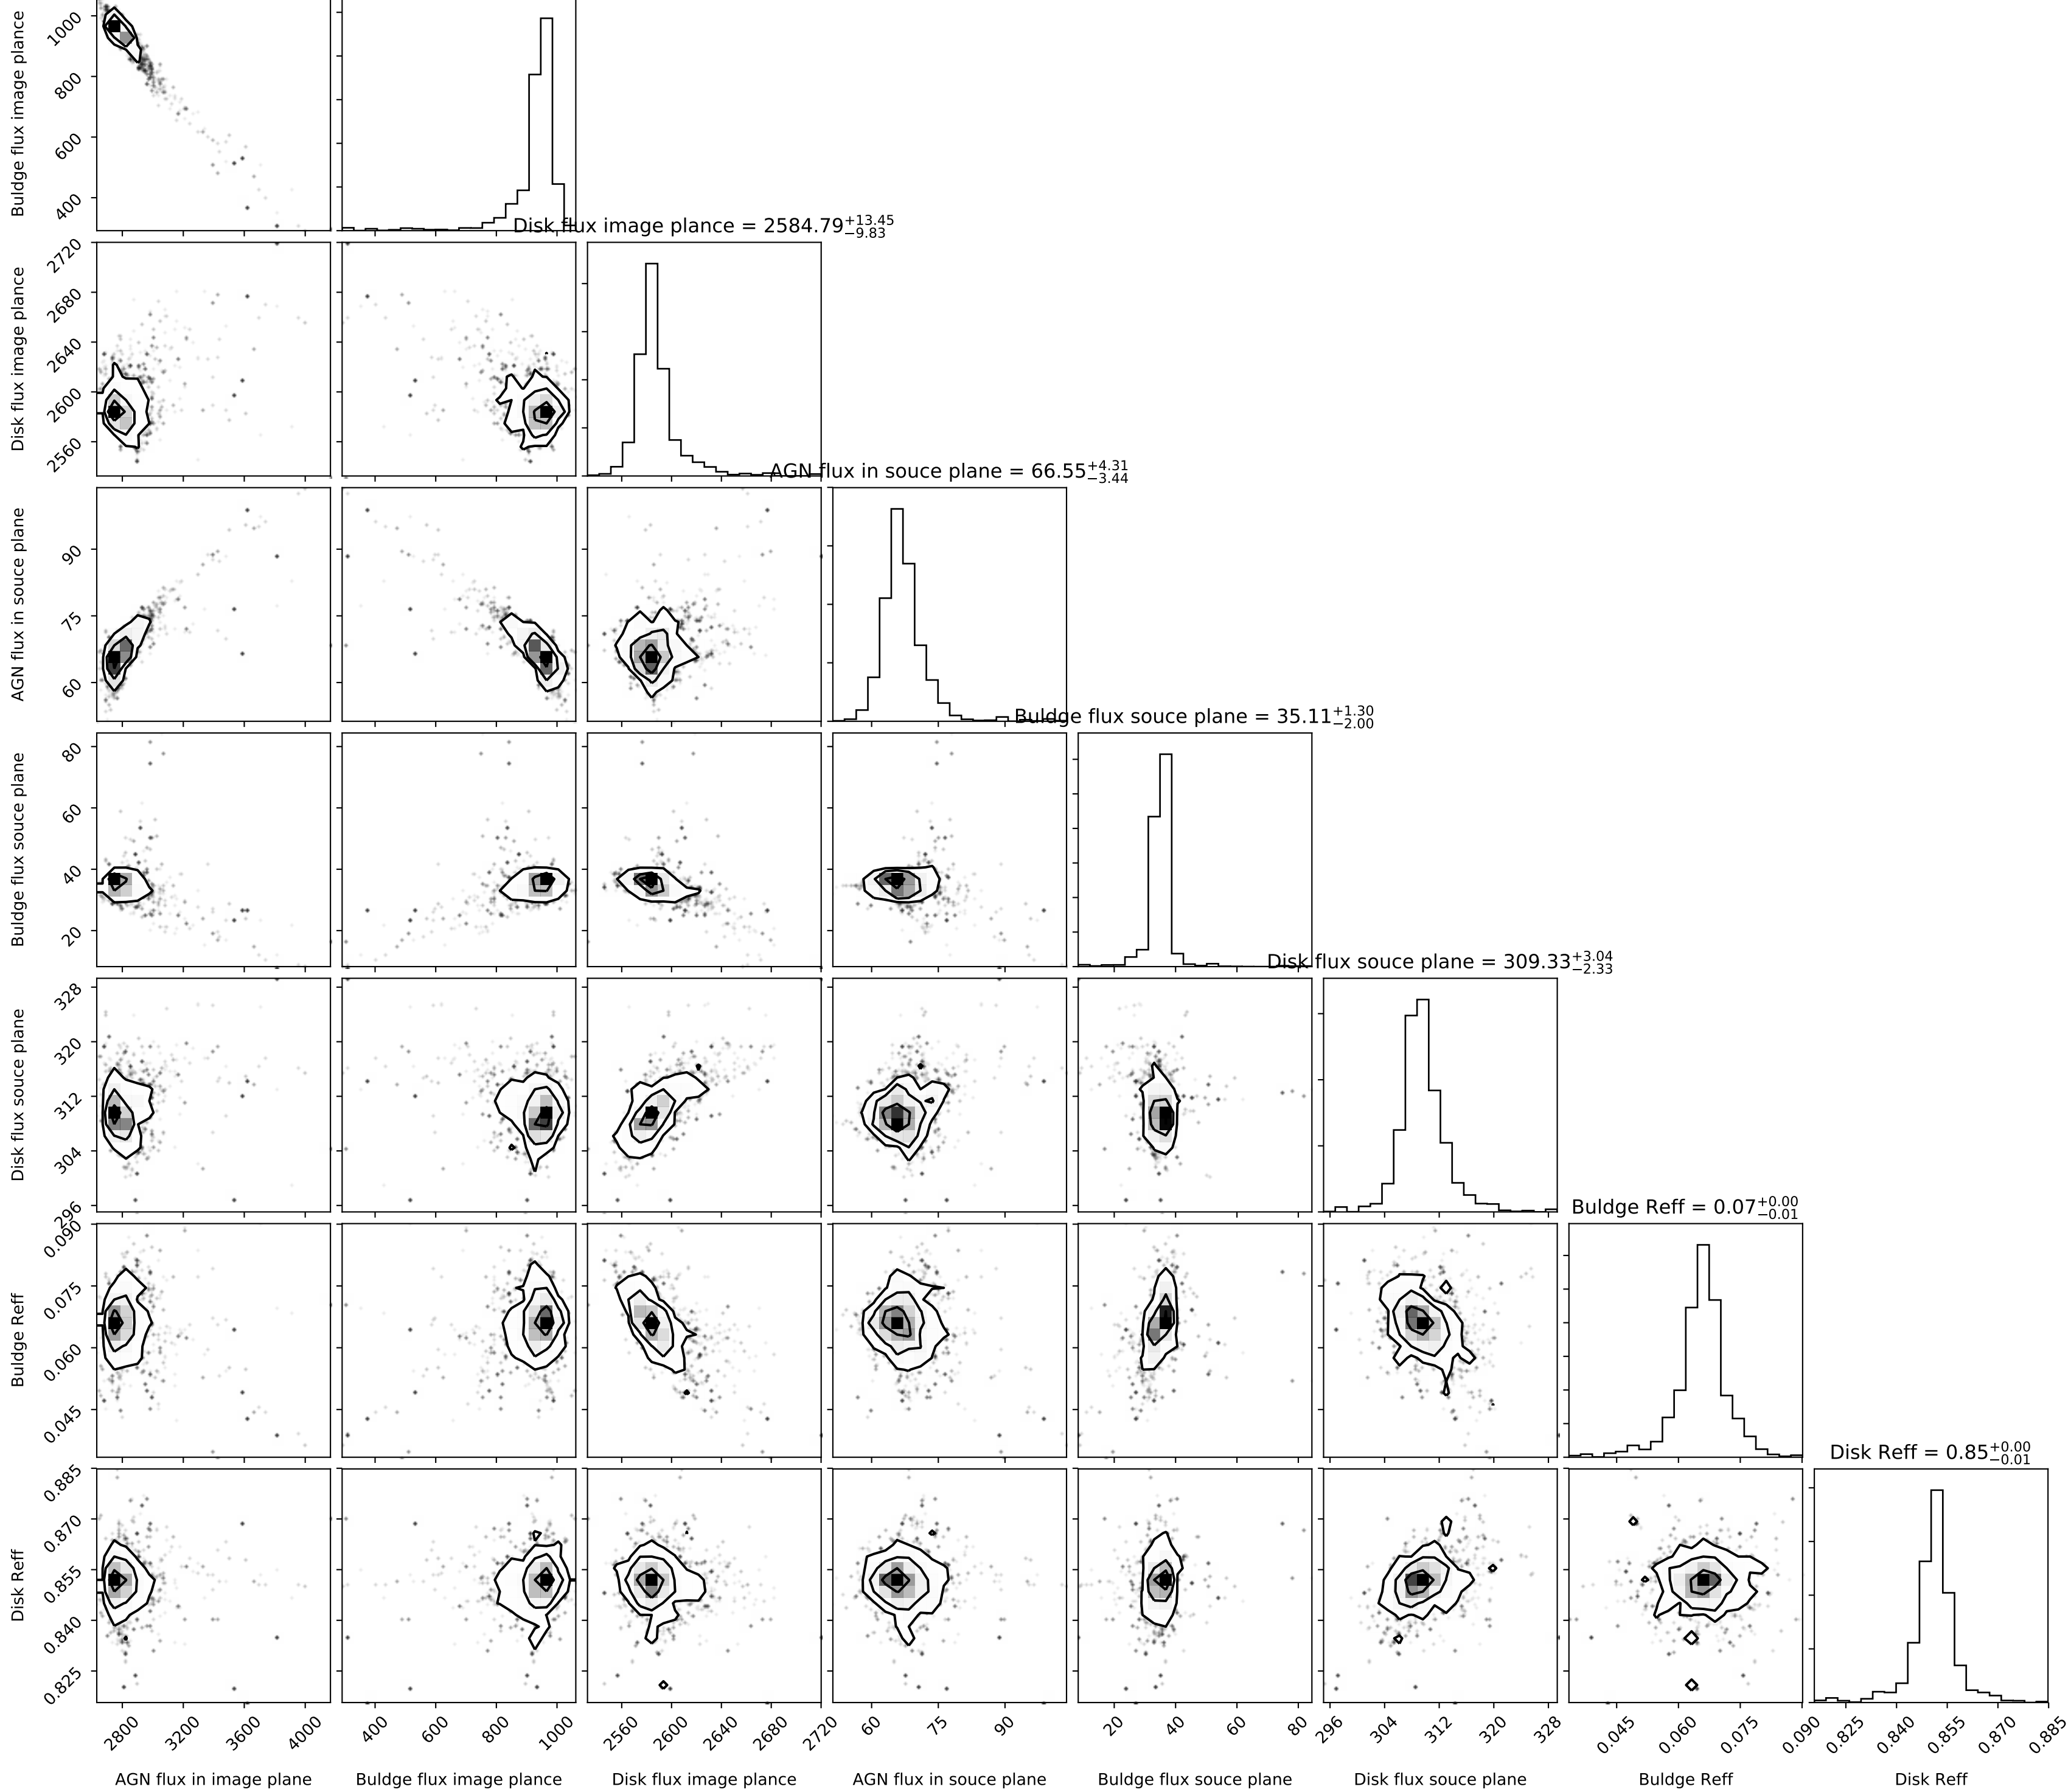 Buldge flux image plance
1000
800
600
400
Disk flux image plance = 2584.79+13.45−9.83
Disk flux image plance
2720
2680
2640
2600
2560
AGN flux in souce plane = 66.55+4.31−3.44
AGN flux in souce plane
90
75
60
Buldge flux souce plane = 35.11+1.30−2.00
Buldge flux souce plane
80
60
40
20
Disk flux souce plane = 309.33+3.04−2.33
Disk flux souce plane
328
320
312
304
296
Buldge Reff = 0.07+0.00−0.01
Buldge Reff
0.090
0.075
0.060
0.045
Disk Reff = 0.85+0.00−0.01
Disk Reff
0.885
0.870
0.855
0.840
0.825
2800 3200 3600 4000 400 600 800 1000 2560 2600 2640 2680 2720 60 75 90 20 40 60 80 296 304 312 320 328 0.045 0.060 0.075 0.090 0.825 0.840 0.855 0.870 0.885
AGN flux in image plane Buldge flux image plance Disk flux image plance AGN flux in souce plane Buldge flux souce plane Disk flux souce plane Buldge Reff Disk Reff